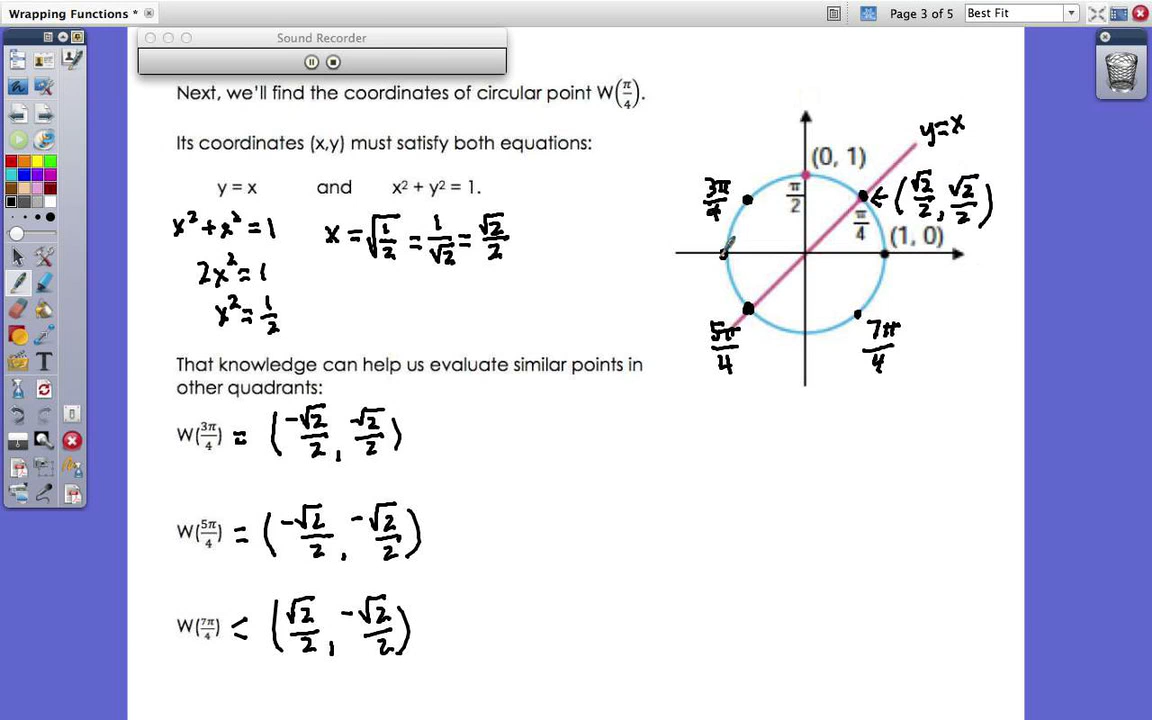 Wrapping Functions *
Page 3 of 5
Best Fit
Sound Recorder
Next, we'll find the coordinates of circular point W(π/4).
Its coordinates (x,y) must satisfy both equations:
y = x and x² + y² = 1.
x² + x² = 1
2x² = 1
x² = 1/2
x = √(1/2) = 1/√2 = √2/2
That knowledge can help us evaluate similar points in
other quadrants:
W(3π/4) = (-√2/2, √2/2)
W(5π/4) = (-√2/2, -√2/2)
W(7π/4) < (√2/2, -√2/2)
y=x
(0, 1)
3π/4
π/2
← (√2/2, √2/2)
π/4
(1, 0)
5π/4
7π/4
T